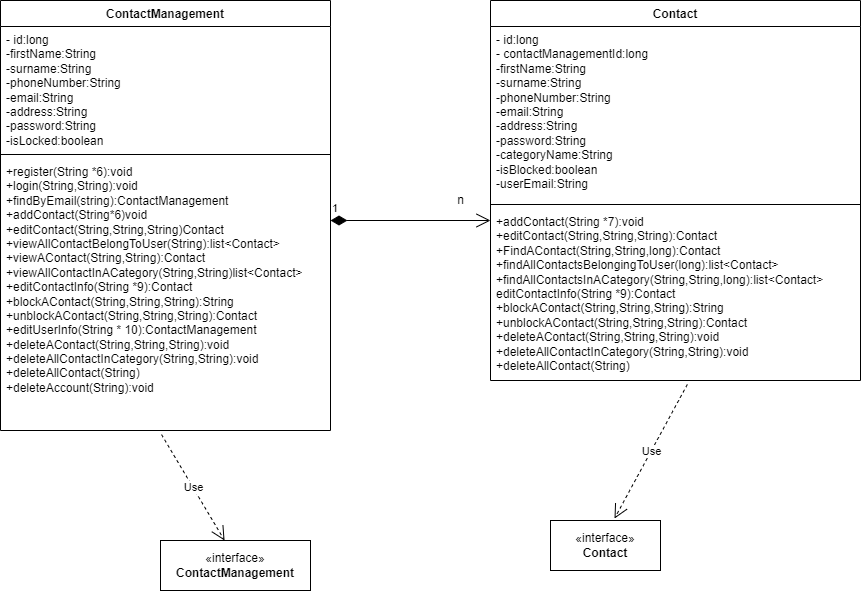 ContactManagement
- id:long
-firstName:String
-surname:String
-phoneNumber:String
-email:String
-address:String
-password:String
-isLocked:boolean
+register(String *6):void
+login(String,String):void
+findByEmail(string):ContactManagement
+addContact(String*6)void
+editContact(String,String,String)Contact
+viewAllContactBelongToUser(String):list<Contact>
+viewAContact(String,String):Contact
+viewAllContactInACategory(String,String)list<Contact>
+editContactInfo(String *9):Contact
+blockAContact(String,String,String):String
+unblockAContact(String,String,String):Contact
+editUserInfo(String * 10):ContactManagement
+deleteAContact(String,String,String):void
+deleteAllContactInCategory(String,String):void
+deleteAllContact(String)
+deleteAccount(String):void
1
n
Contact
- id:long
- contactManagementId:long
-firstName:String
-surname:String
-phoneNumber:String
-email:String
-address:String
-password:String
-categoryName:String
-isBlocked:boolean
-userEmail:String
+addContact(String *7):void
+editContact(String,String,String):Contact
+FindAContact(String,String,long):Contact
+findAllContactsBelongingToUser(long):list<Contact>
+findAllContactsInACategory(String,String,long):list<Contact>
editContactInfo(String *9):Contact
+blockAContact(String,String,String):String
+unblockAContact(String,String,String):Contact
+deleteAContact(String,String,String):void
+deleteAllContactInCategory(String,String):void
+deleteAllContact(String)
Use
Use
«interface»
ContactManagement
«interface»
Contact